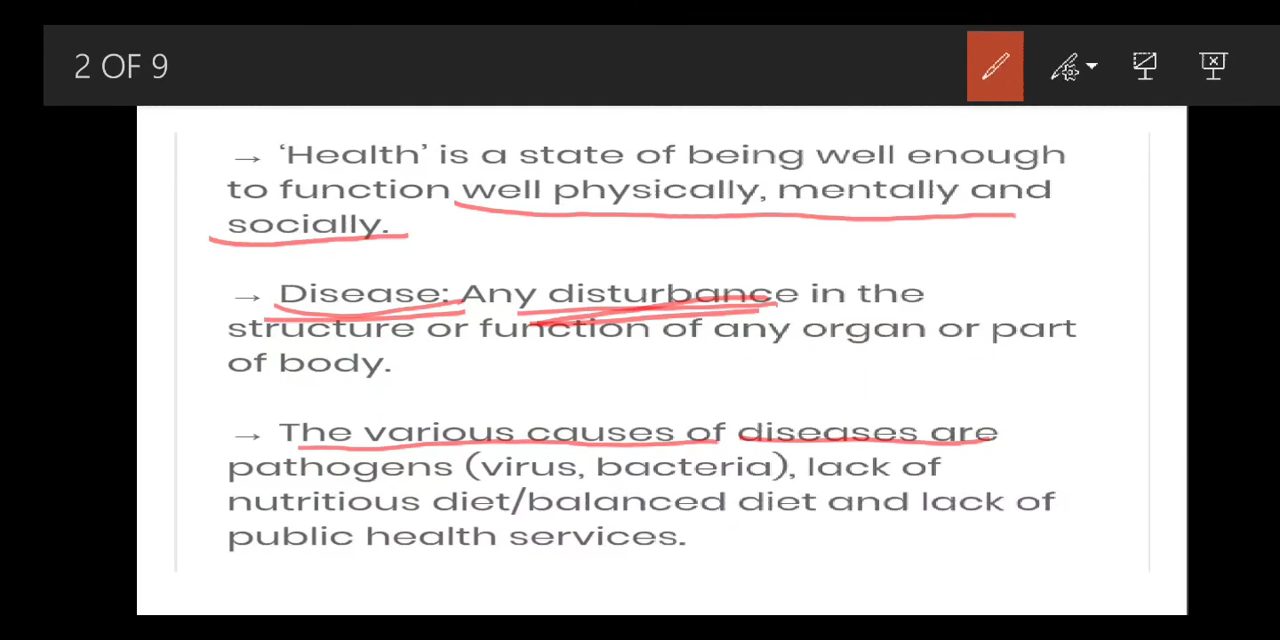 2 OF 9
→ ‘Health’ is a state of being well enough
to function well physically, mentally and
socially.
→ Disease: Any disturbance in the
structure or function of any organ or part
of body.
→ The various causes of diseases are
pathogens (virus, bacteria), lack of
nutritious diet/balanced diet and lack of
public health services.